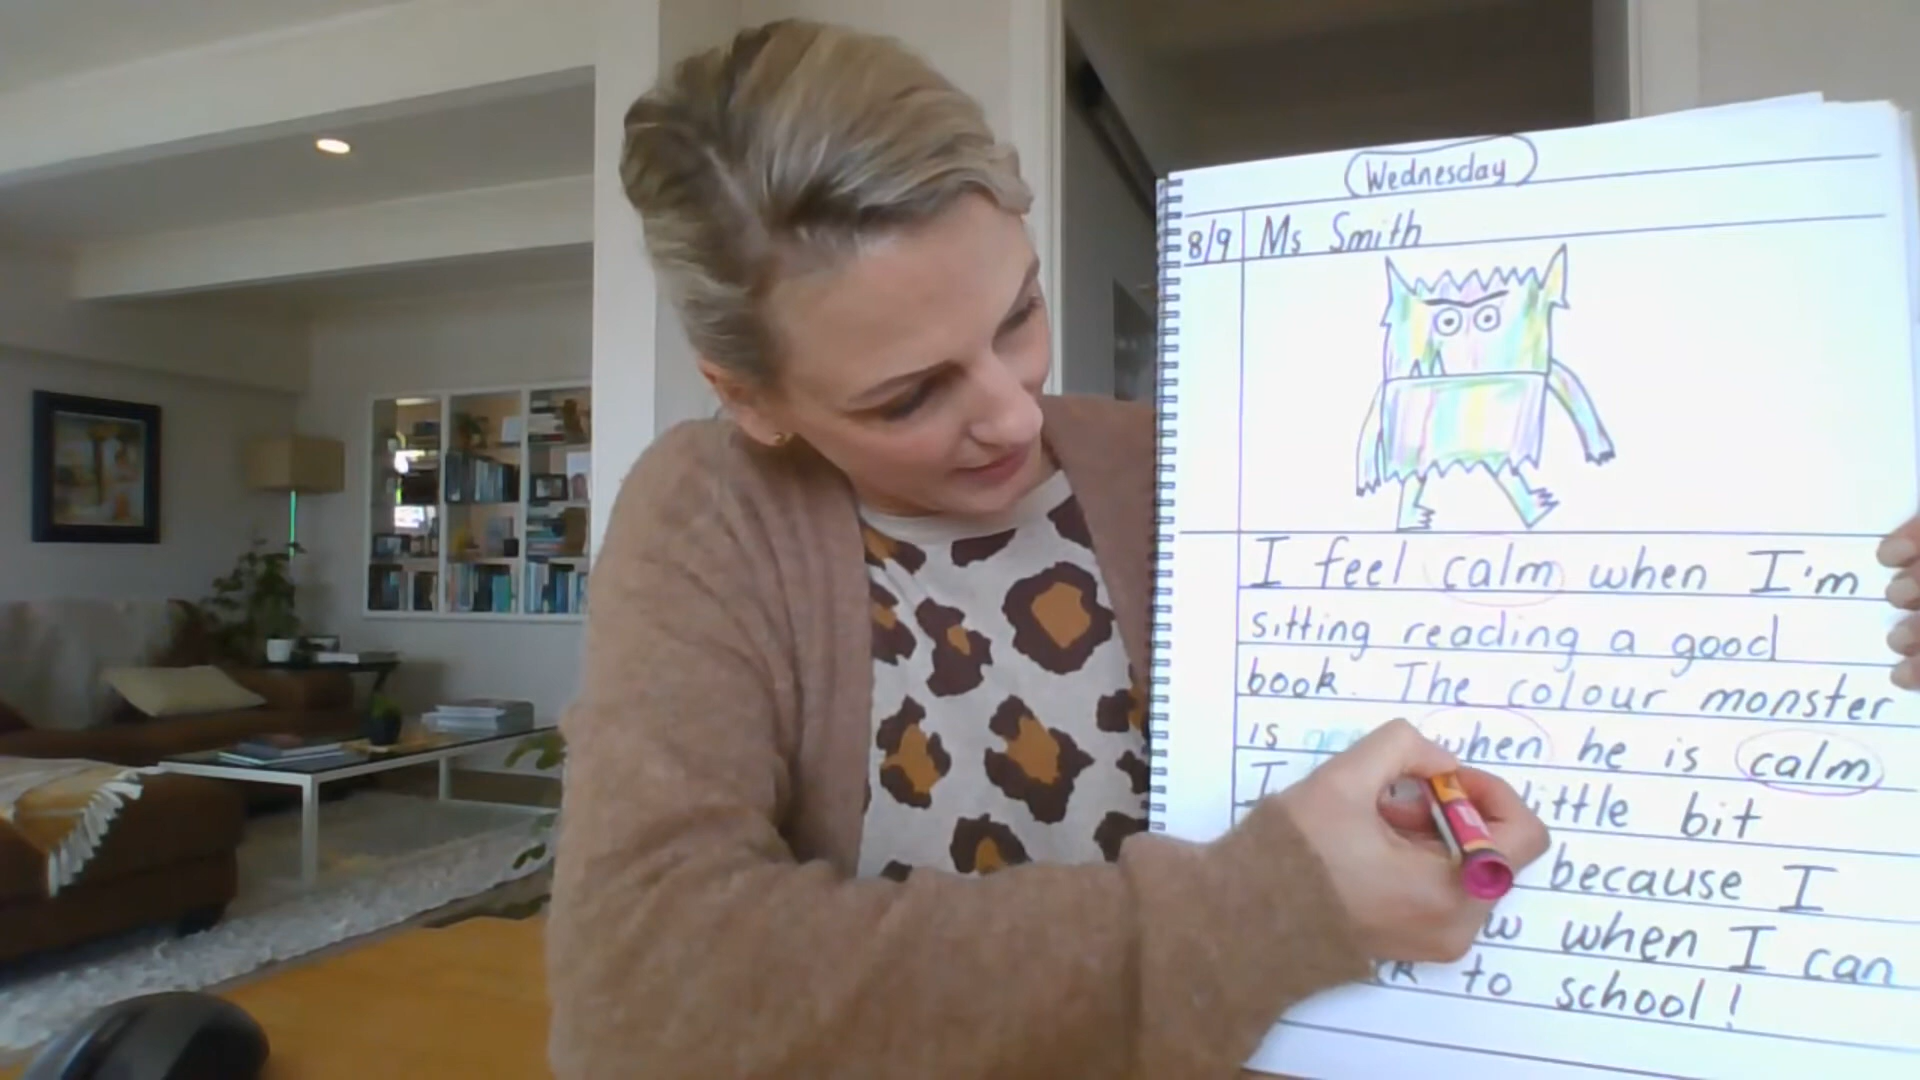 Wednesday
8/9 Ms Smith
I feel calm when I'm
sitting reading a good
book. The colour monster
is when he is calm
I little bit
because I
when I can
to school!